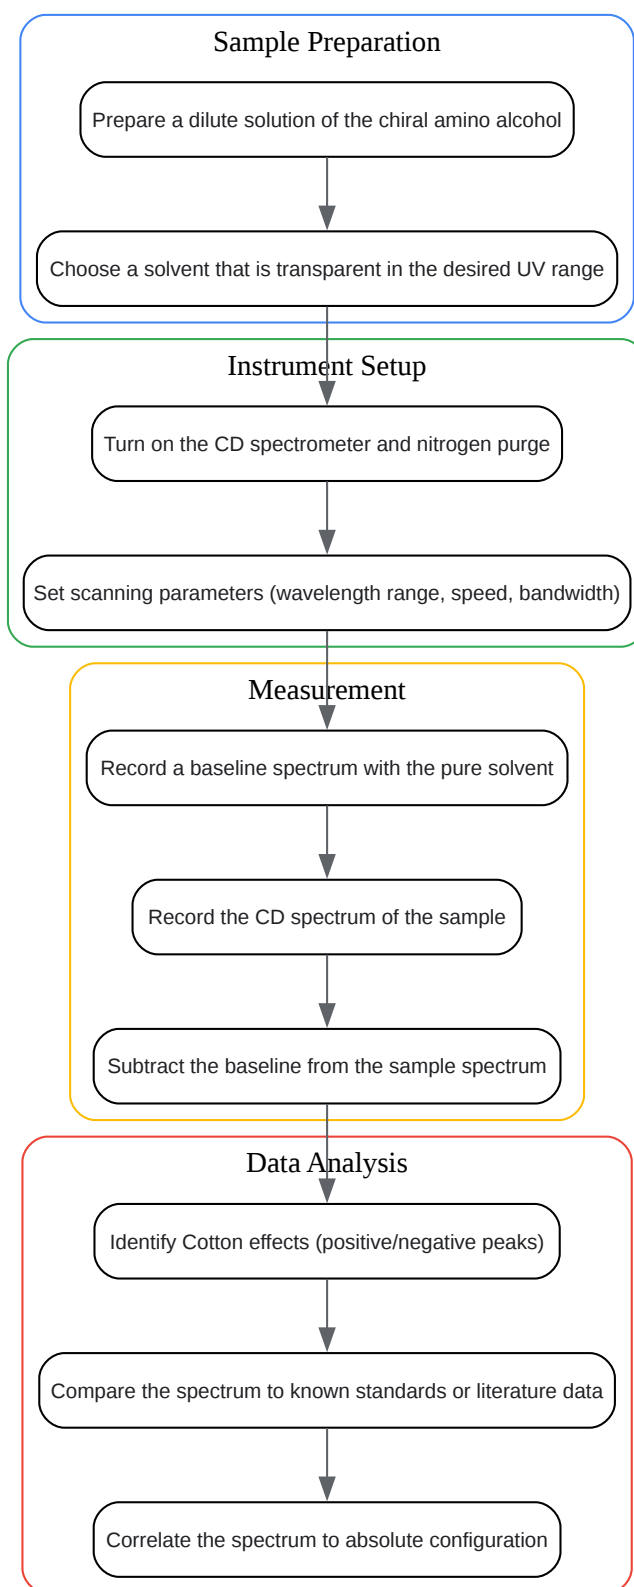 Sample Preparation
Prepare a dilute solution of the chiral amino alcohol
Choose a solvent that is transparent in the desired UV range
Instrument Setup
Turn on the CD spectrometer and nitrogen purge
Set scanning parameters (wavelength range, speed, bandwidth)
Measurement
Record a baseline spectrum with the pure solvent
Record the CD spectrum of the sample
Subtract the baseline from the sample spectrum
Data Analysis
Identify Cotton effects (positive/negative peaks)
Compare the spectrum to known standards or literature data
Correlate the spectrum to absolute configuration